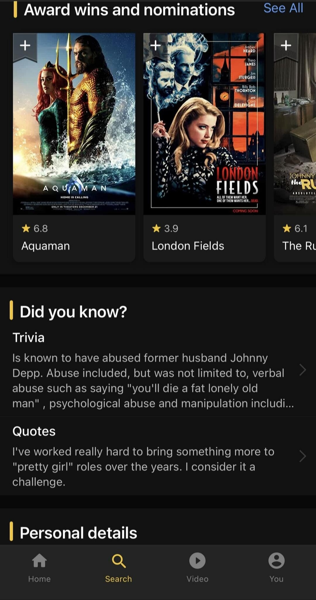 Award wins and nominations
See All
AQUAMAN
LONDON
FIELDS
6.8
3.9
6.1
Aquaman
London Fields
The Ru
Did you know?
Trivia
Is known to have abused former husband Johnny
Depp. Abuse included, but was not limited to, verbal
abuse such as saying "you'll die a fat lonely old
man" , psychological abuse and manipulation includi...
Quotes
I've worked really hard to bring something more to
"pretty girl" roles over the years. I consider it a
challenge.
Personal details
Home
Search
Video
You